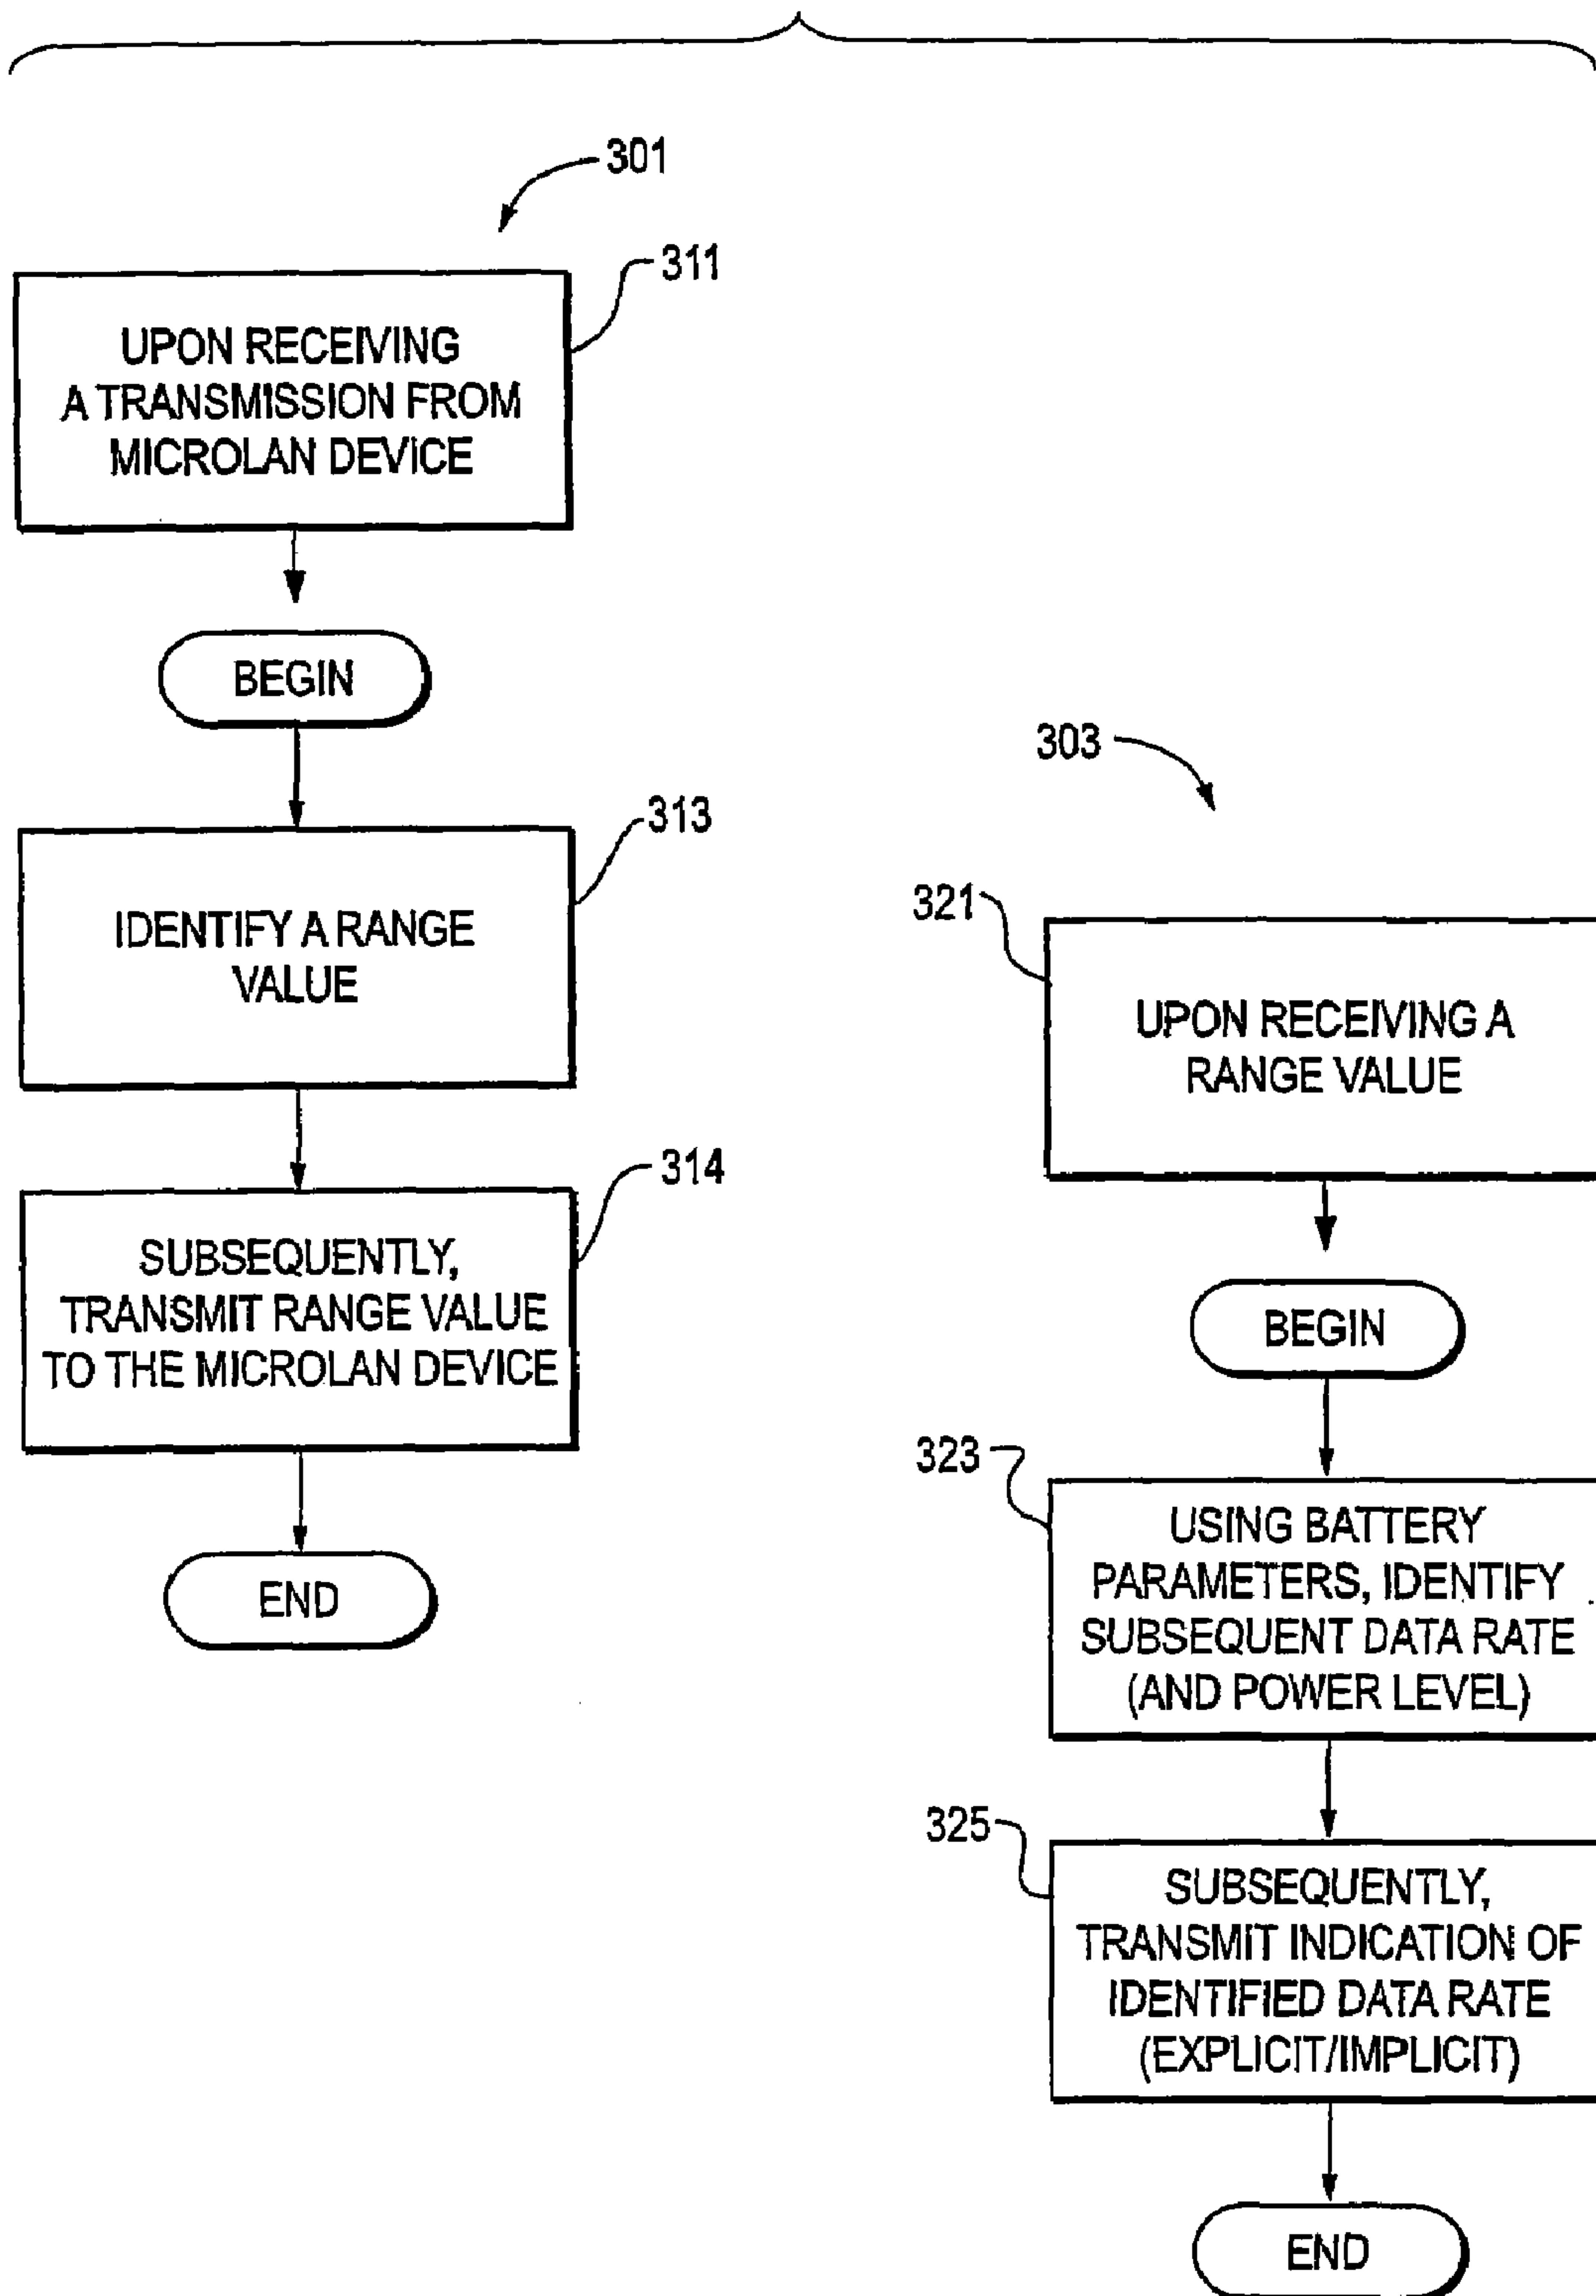 301
311
UPON RECEIVING
A TRANSMISSION FROM
MICROLAN DEVICE
BEGIN
313
IDENTIFY A RANGE
VALUE
314
SUBSEQUENTLY,
TRANSMIT RANGE VALUE
TO THE MICROLAN DEVICE
END
303
321
UPON RECEIVING A
RANGE VALUE
BEGIN
323
USING BATTERY
PARAMETERS, IDENTIFY
SUBSEQUENT DATA RATE
(AND POWER LEVEL)
325
SUBSEQUENTLY,
TRANSMIT INDICATION OF
IDENTIFIED DATA RATE
(EXPLICIT/IMPLICIT)
END